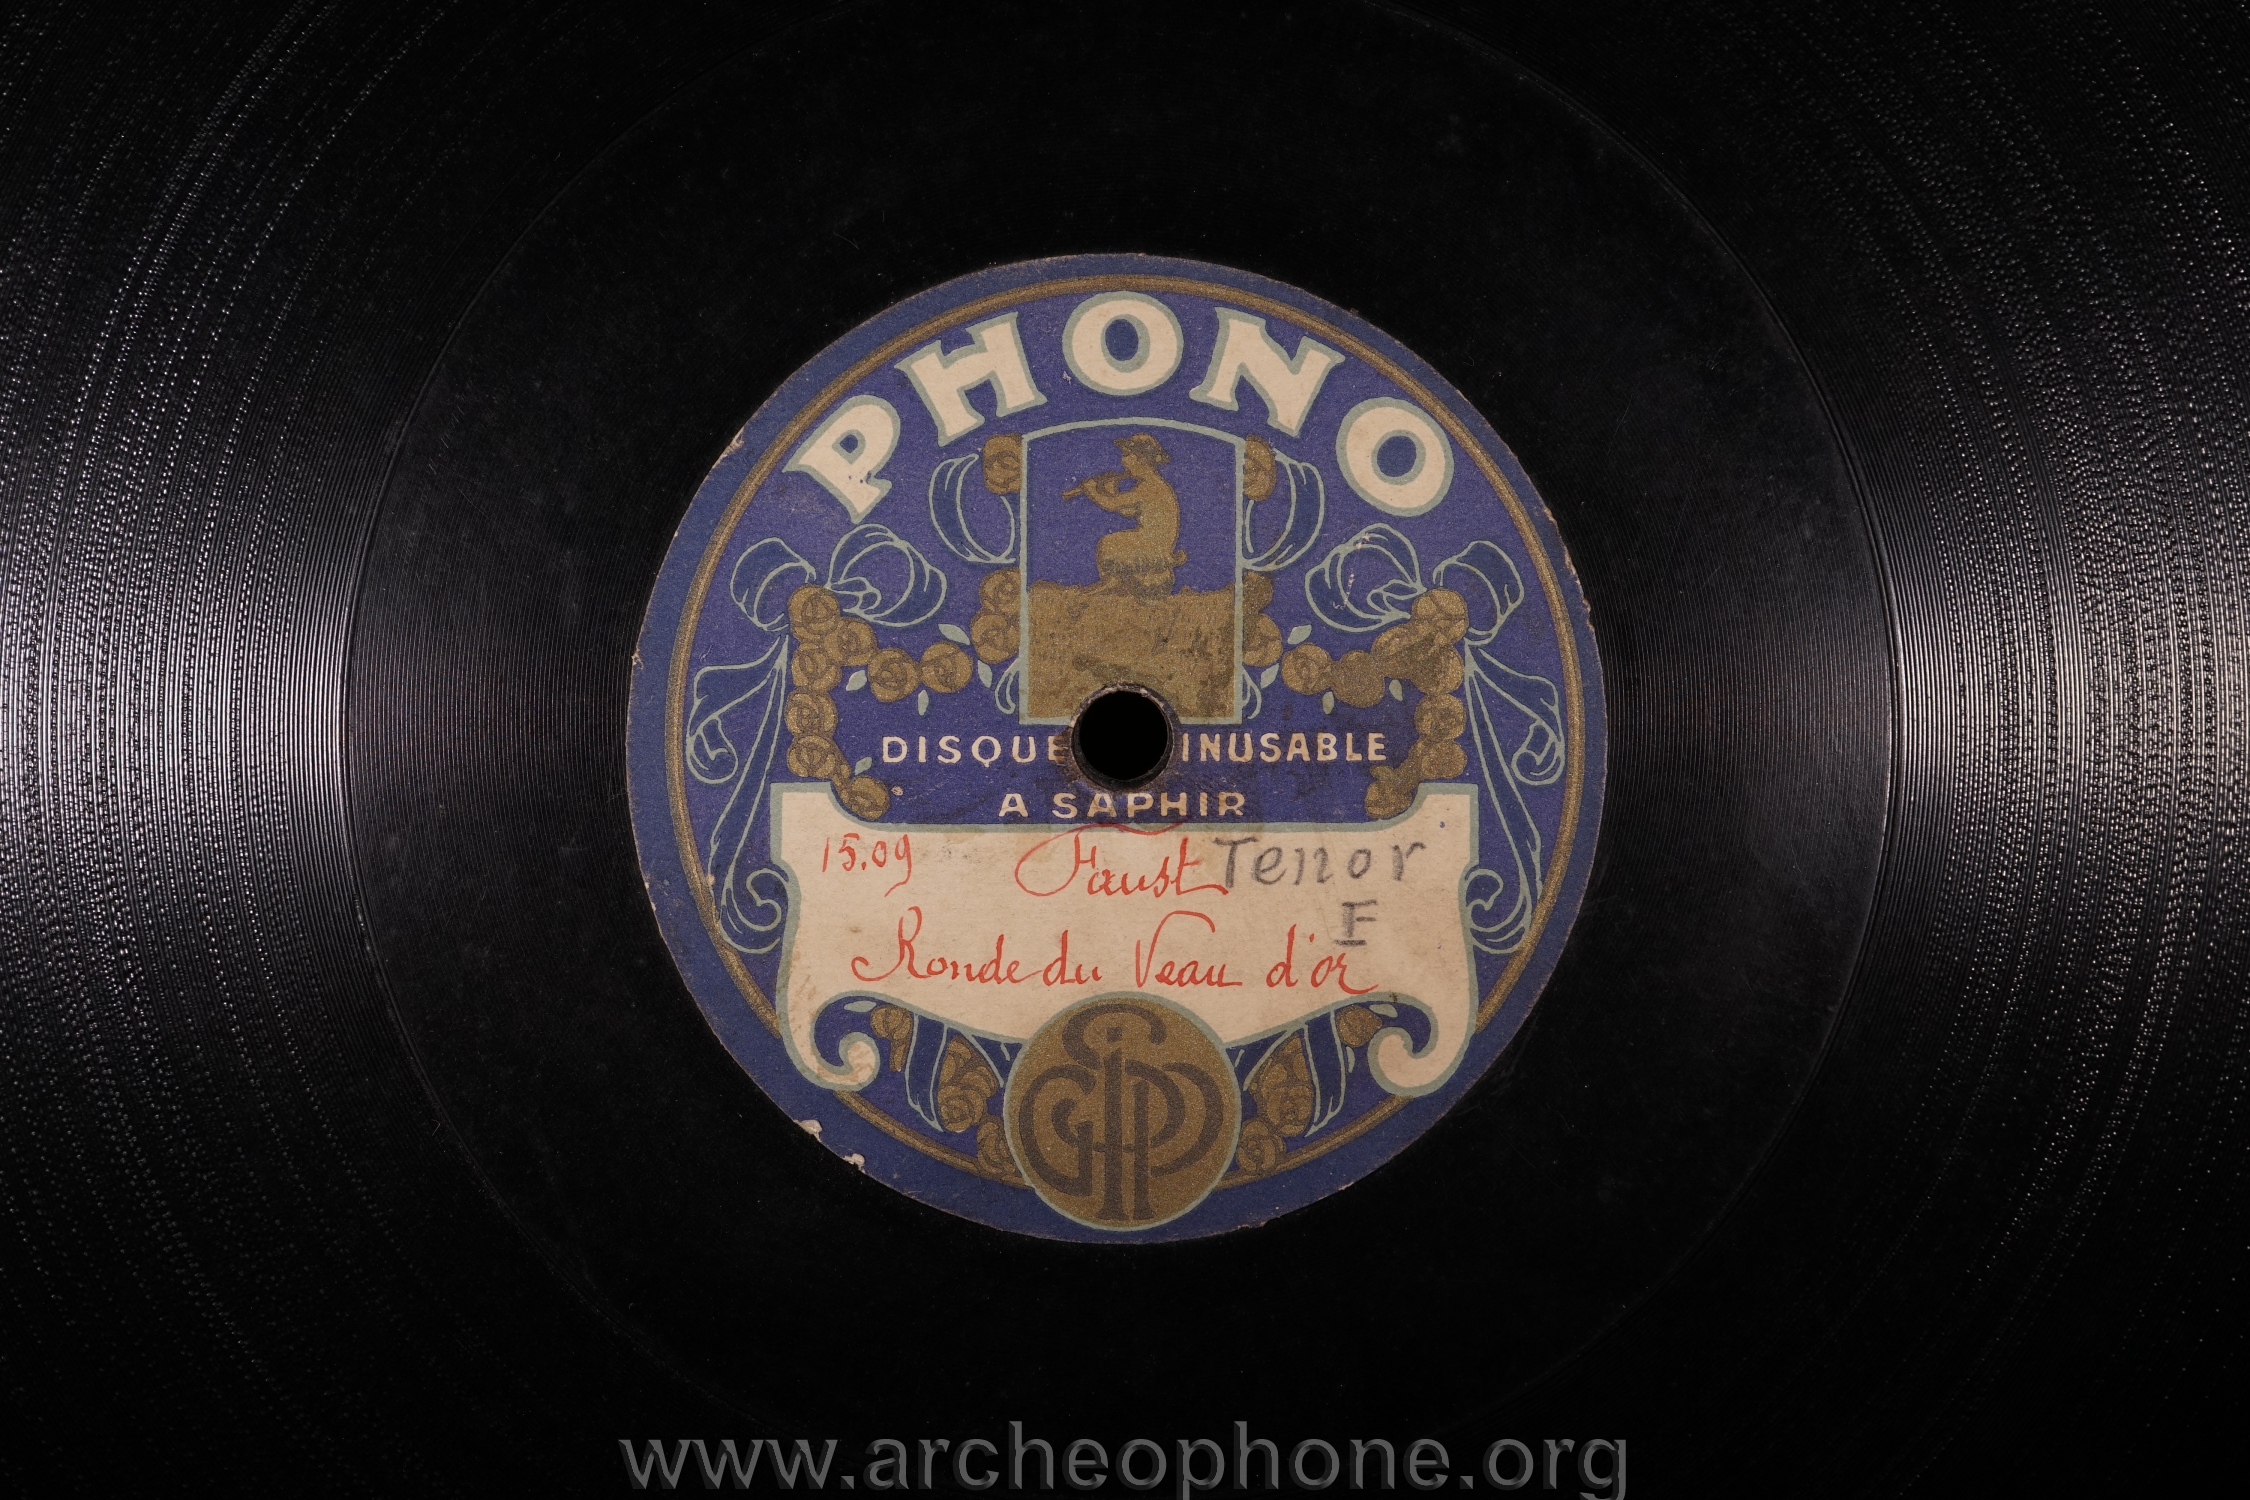 PHONO
DISQUE INUSABLE
A SAPHIR
15.09 Faust Tenor
F
Ronde du Veau d'or
www.archeophone.org